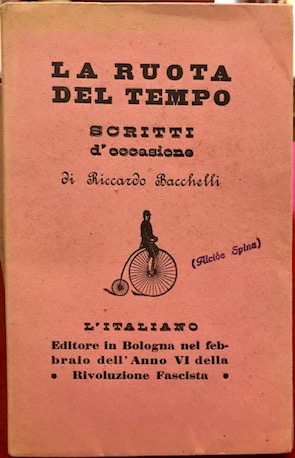 LA RUOTA
DEL TEMPO
SCRITTI
d'occasione
di Riccardo Bacchelli
(Alcide Spina)
L'ITALIANO
Editore in Bologna nel feb-
braio dell'Anno VI della
• Rivoluzione Fascista •